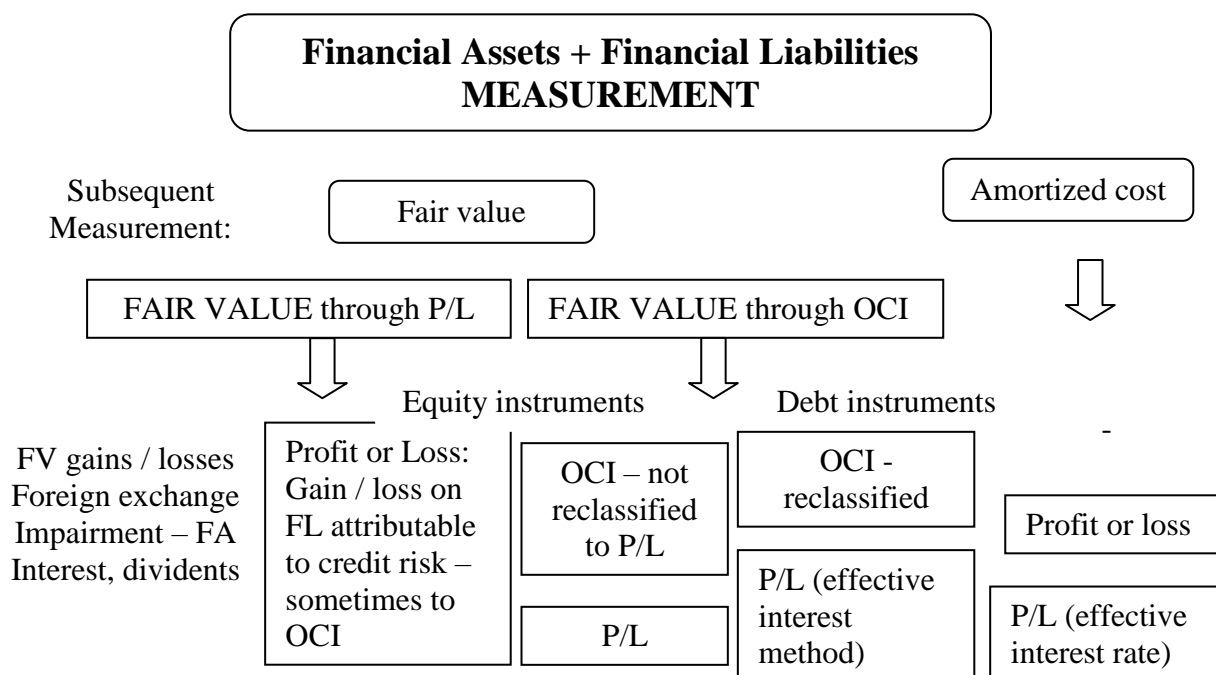 Financial Assets + Financial Liabilities
MEASUREMENT
Subsequent
Measurement:
Fair value
Amortized cost
FAIR VALUE through P/L
FAIR VALUE through OCI
Equity instruments
Debt instruments
FV gains / losses
Foreign exchange
Impairment – FA
Interest, dividents
Profit or Loss:
Gain / loss on
FL attributable
to credit risk –
sometimes to
OCI
OCI – not
reclassified
to P/L
P/L
OCI -
reclassified
P/L (effective
interest
method)
-
Profit or loss
P/L (effective
interest rate)